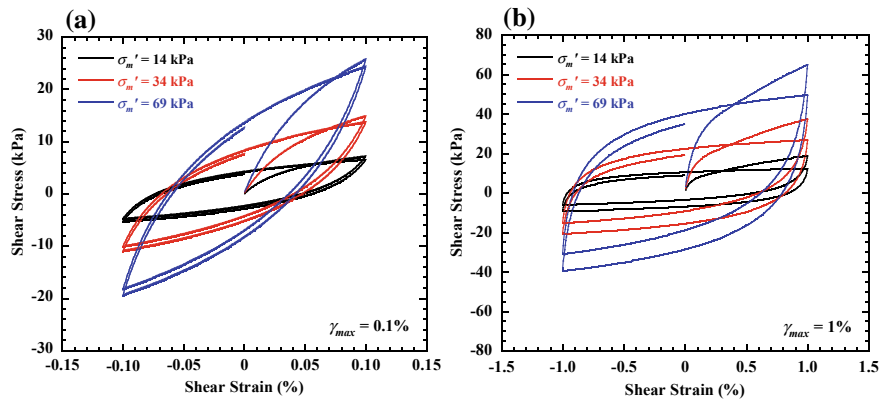 (a)
30
20
10
0
-10
-20
-30
Shear Stress (kPa)
σm' = 14 kPa
σm' = 34 kPa
σm' = 69 kPa
γmax = 0.1%
-0.15 -0.10 -0.05 0 0.05 0.10 0.15
Shear Strain (%)
(b)
80
60
40
20
0
-20
-40
-60
-80
Shear Stress (kPa)
σm' = 14 kPa
σm' = 34 kPa
σm' = 69 kPa
γmax = 1%
-1.5 -1.0 -0.5 0 0.5 1.0 1.5
Shear Strain (%)